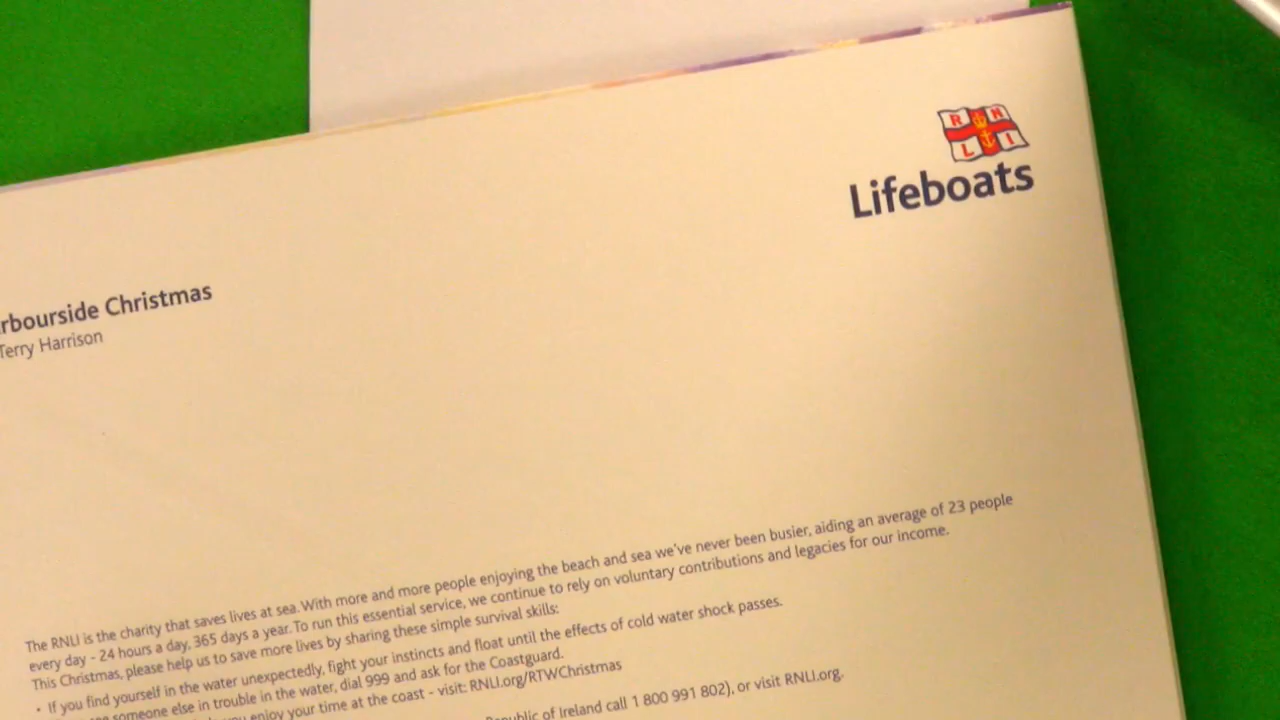 R N
L I
Lifeboats
rbourside Christmas
Terry Harrison
The RNLI is the charity that saves lives at sea. With more and more people enjoying the beach and sea we've never been busier, aiding an average of 23 people
every day - 24 hours a day, 365 days a year. To run this essential service, we continue to rely on voluntary contributions and legacies for our income.
This Christmas, please help us to save more lives by sharing these simple survival skills:
• If you find yourself in the water unexpectedly, fight your instincts and float until the effects of cold water shock passes.
someone else in trouble in the water, dial 999 and ask for the Coastguard.
you enjoy your time at the coast - visit: RNLI.org/RTWChristmas
Republic of Ireland call 1 800 991 802), or visit RNLI.org.